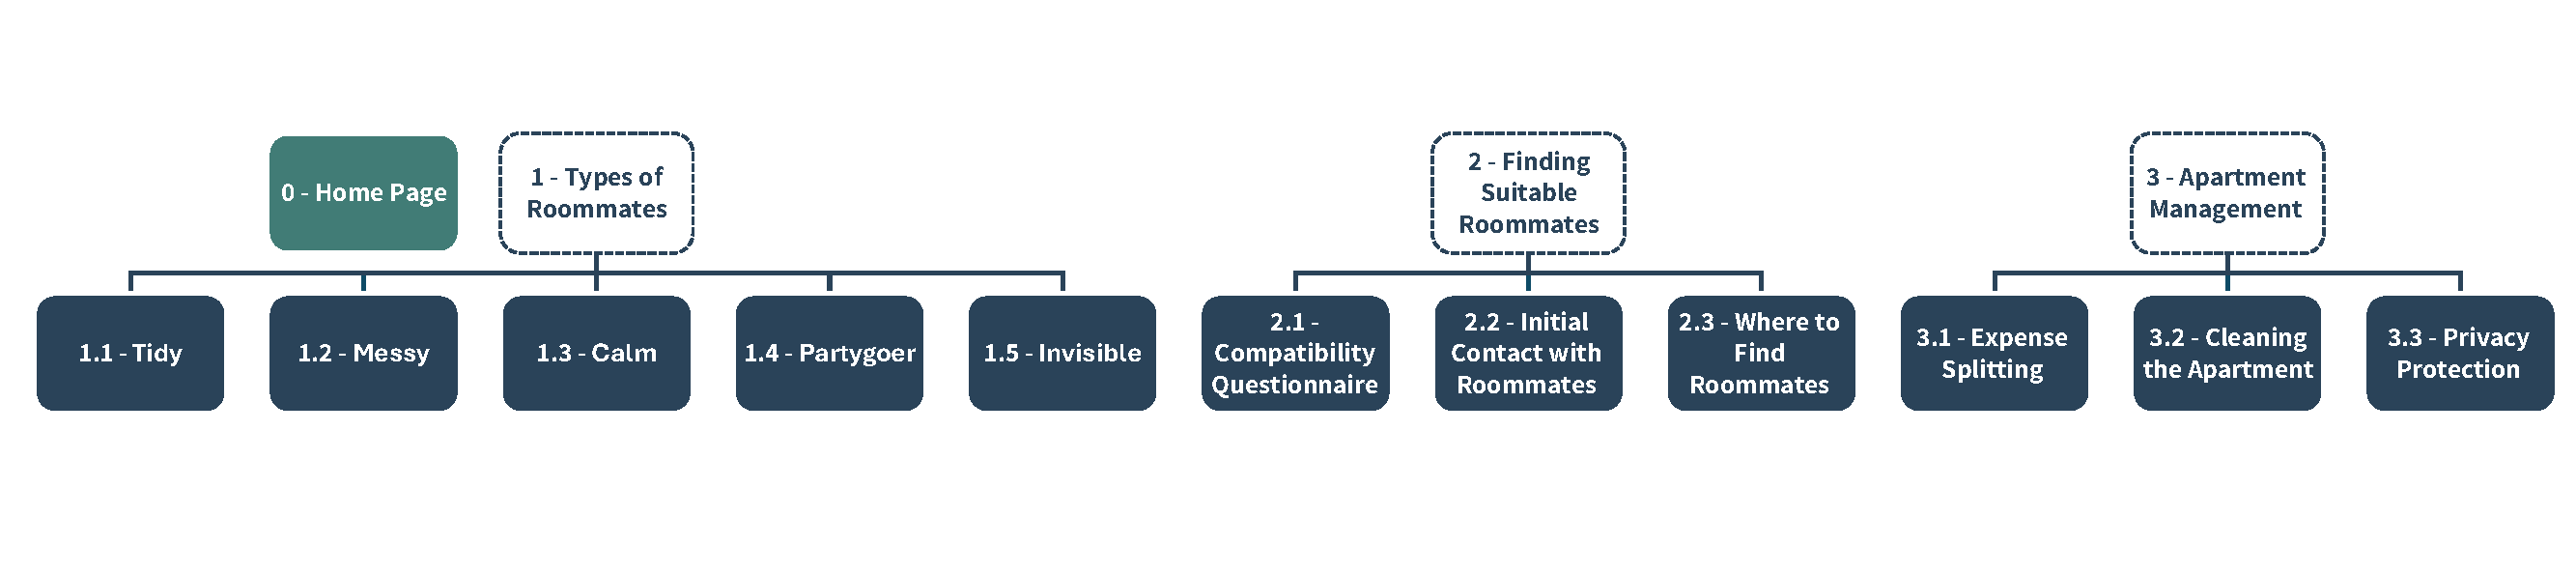 0 - Home Page
1 - Types of
Roommates
2 - Finding
Suitable
Roommates
3 - Apartment
Management
1.1 - Tidy
1.2 - Messy
1.3 - Calm
1.4 - Partygoer
1.5 - Invisible
2.1 -
Compatibility
Questionnaire
2.2 - Initial
Contact with
Roommates
2.3 - Where to
Find
Roommates
3.1 - Expense
Splitting
3.2 - Cleaning
the Apartment
3.3 - Privacy
Protection